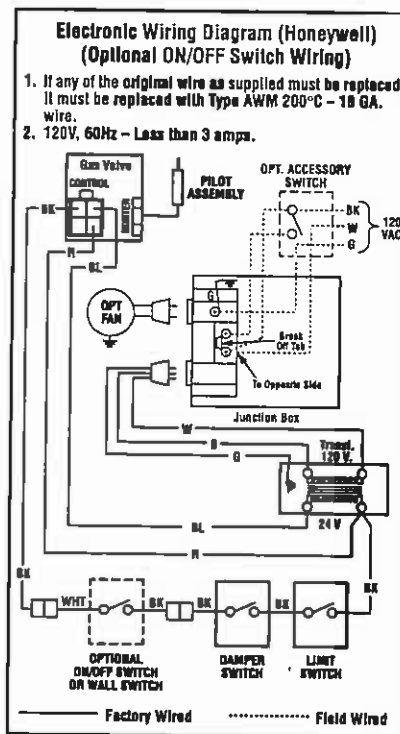 Electronic Wiring Diagram (Honeywell)
(Optional ON/OFF Switch Wiring)
1. If any of the original wire as supplied must be replaced
it must be replaced with Type AWM 200°C – 18 GA.
wire.
2. 120V, 60Hz – Less than 3 amps.
Gas Valve
CONTROL
IGNITER
PILOT
ASSEMBLY
OPT. ACCESSORY
SWITCH
BK
BK
W
G
120
VAC
R
BL
OPT
FAN
G
Break
Off Tab
To Opposite Side
Junction Box
W
B
G
Transf.
120 V.
24 V
BL
R
BK
BK
WHT
BK
BK
BK
OPTIONAL
ON/OFF SWITCH
OR WALL SWITCH
DAMPER
SWITCH
LIMIT
SWITCH
Factory Wired
Field Wired